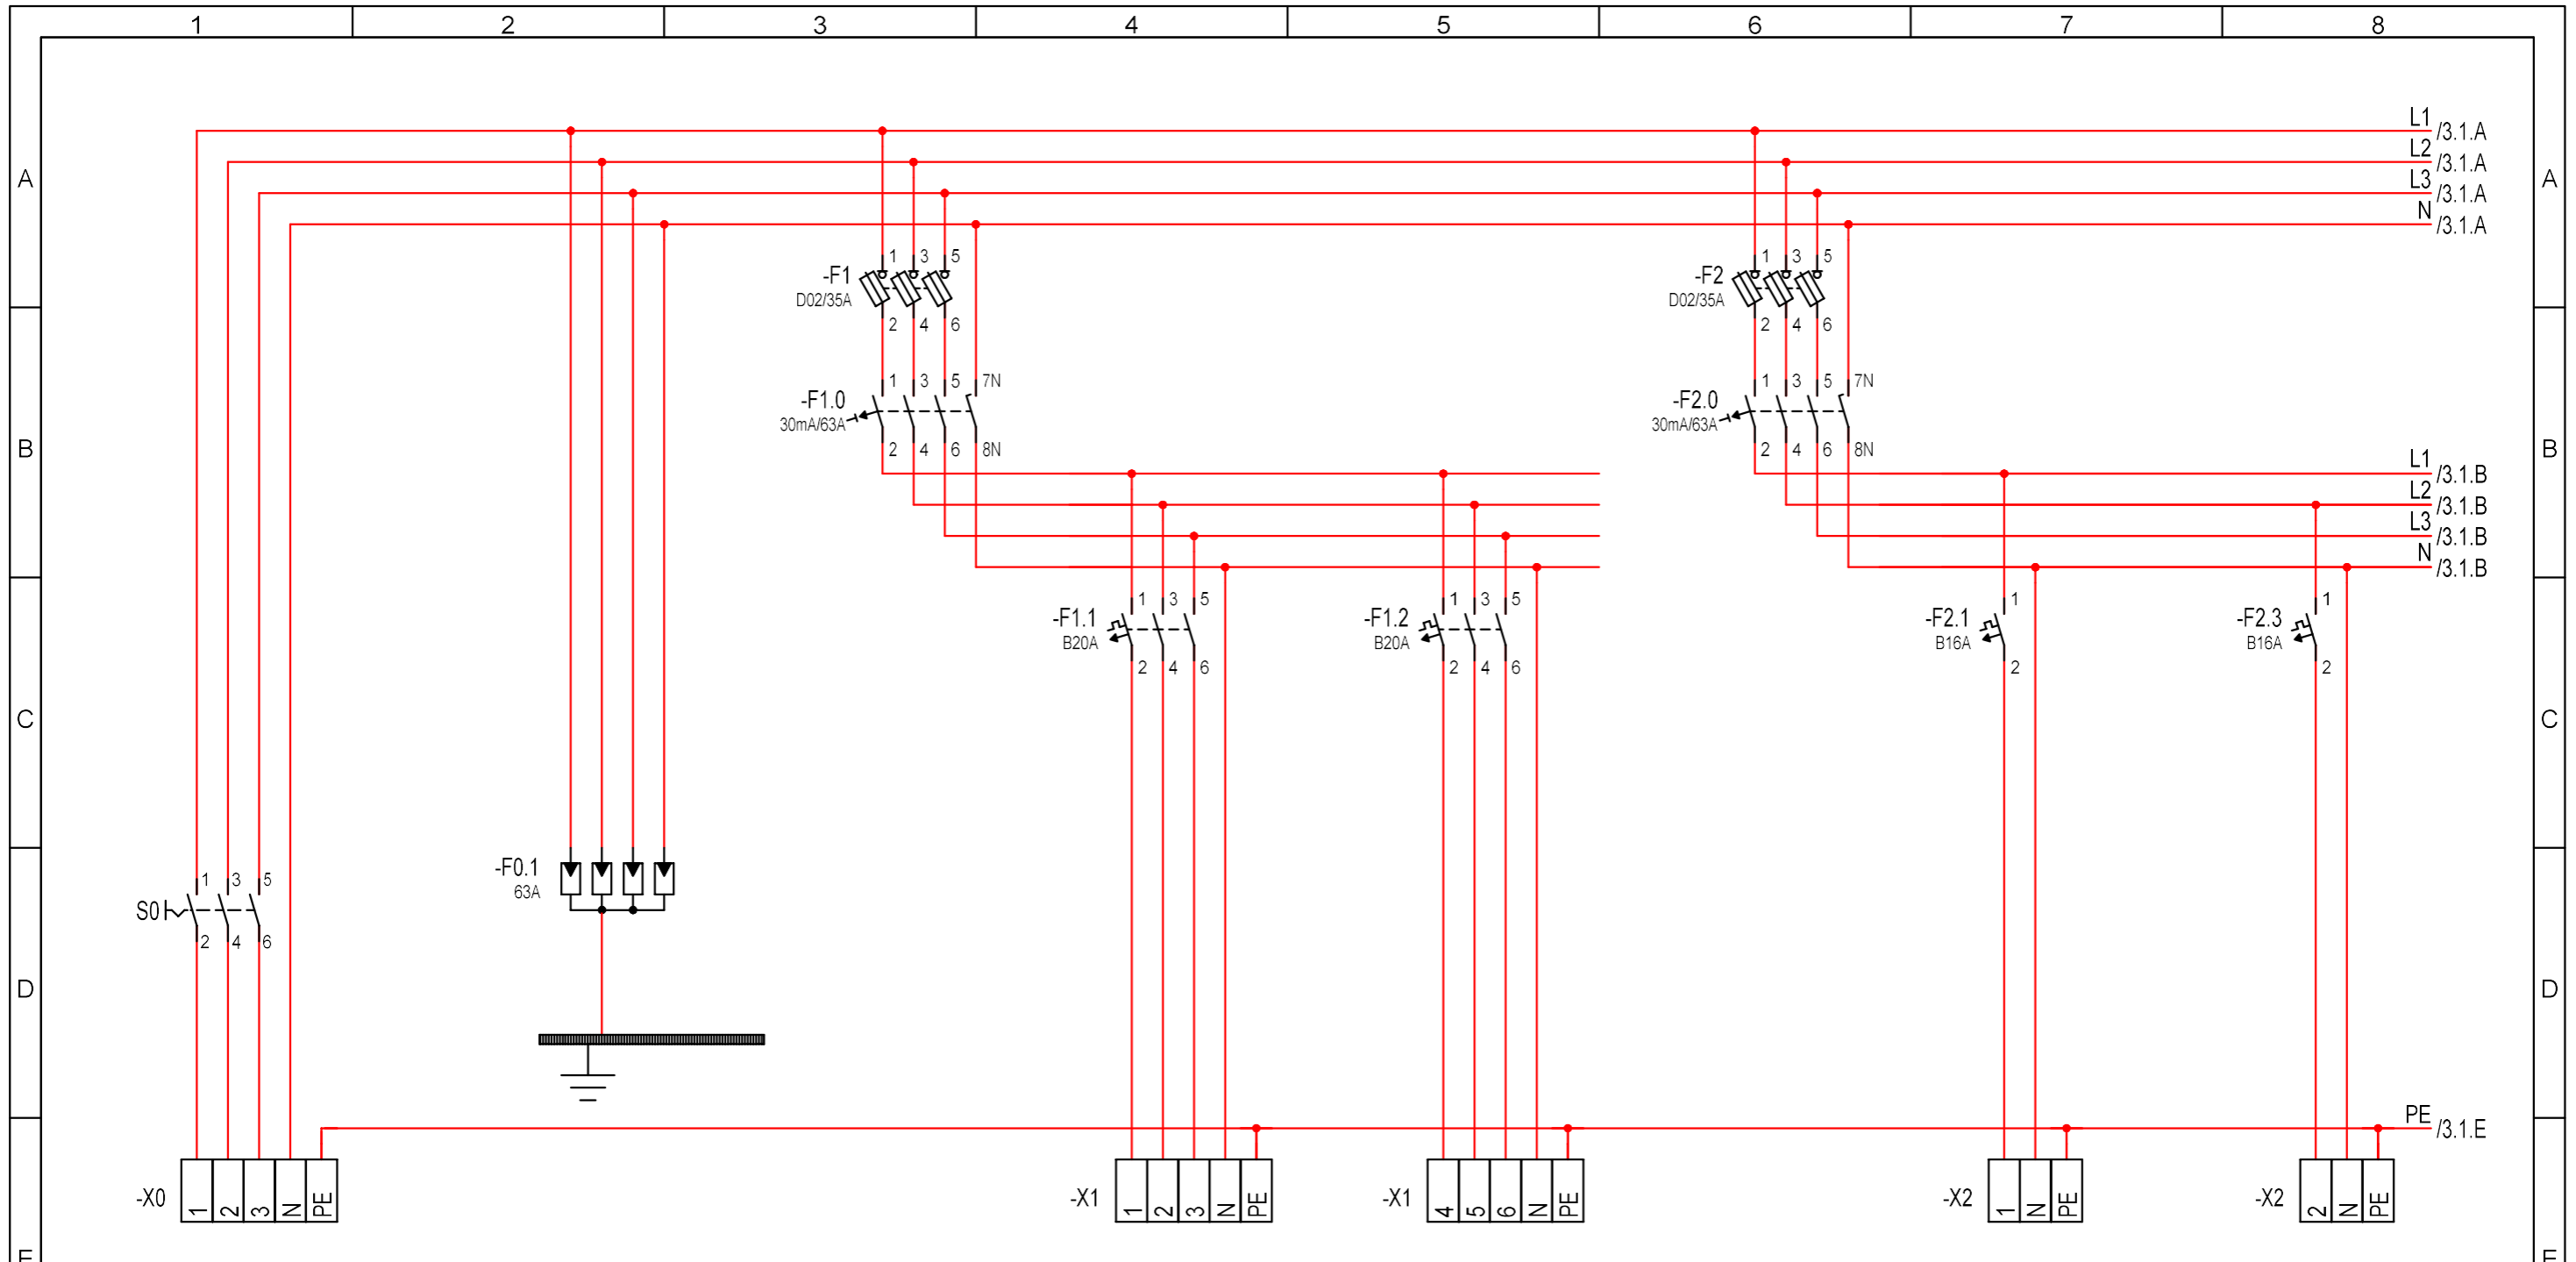 1 2 3 4 5 6 7 8
L1 /3.1.A
L2 /3.1.A
L3 /3.1.A
N /3.1.A
A A
-F1 1 3 5
D02/35A
2 4 6
-F2 1 3 5
D02/35A
2 4 6
-F1.0 1 3 5 7N
30mA/63A
2 4 6 8N
-F2.0 1 3 5 7N
30mA/63A
2 4 6 8N
B B
L1 /3.1.B
L2 /3.1.B
L3 /3.1.B
N /3.1.B
-F1.1 1 3 5
B20A
2 4 6
-F1.2 1 3 5
B20A
2 4 6
-F2.1 1
B16A
2
-F2.3 1
B16A
2
C C
-F0.1
63A
S0 1 3 5
2 4 6
D D
PE /3.1.E
-X0 1 2 3 N PE
-X1 1 2 3 N PE
-X1 4 5 6 N PE
-X2 1 N PE
-X2 2 N PE